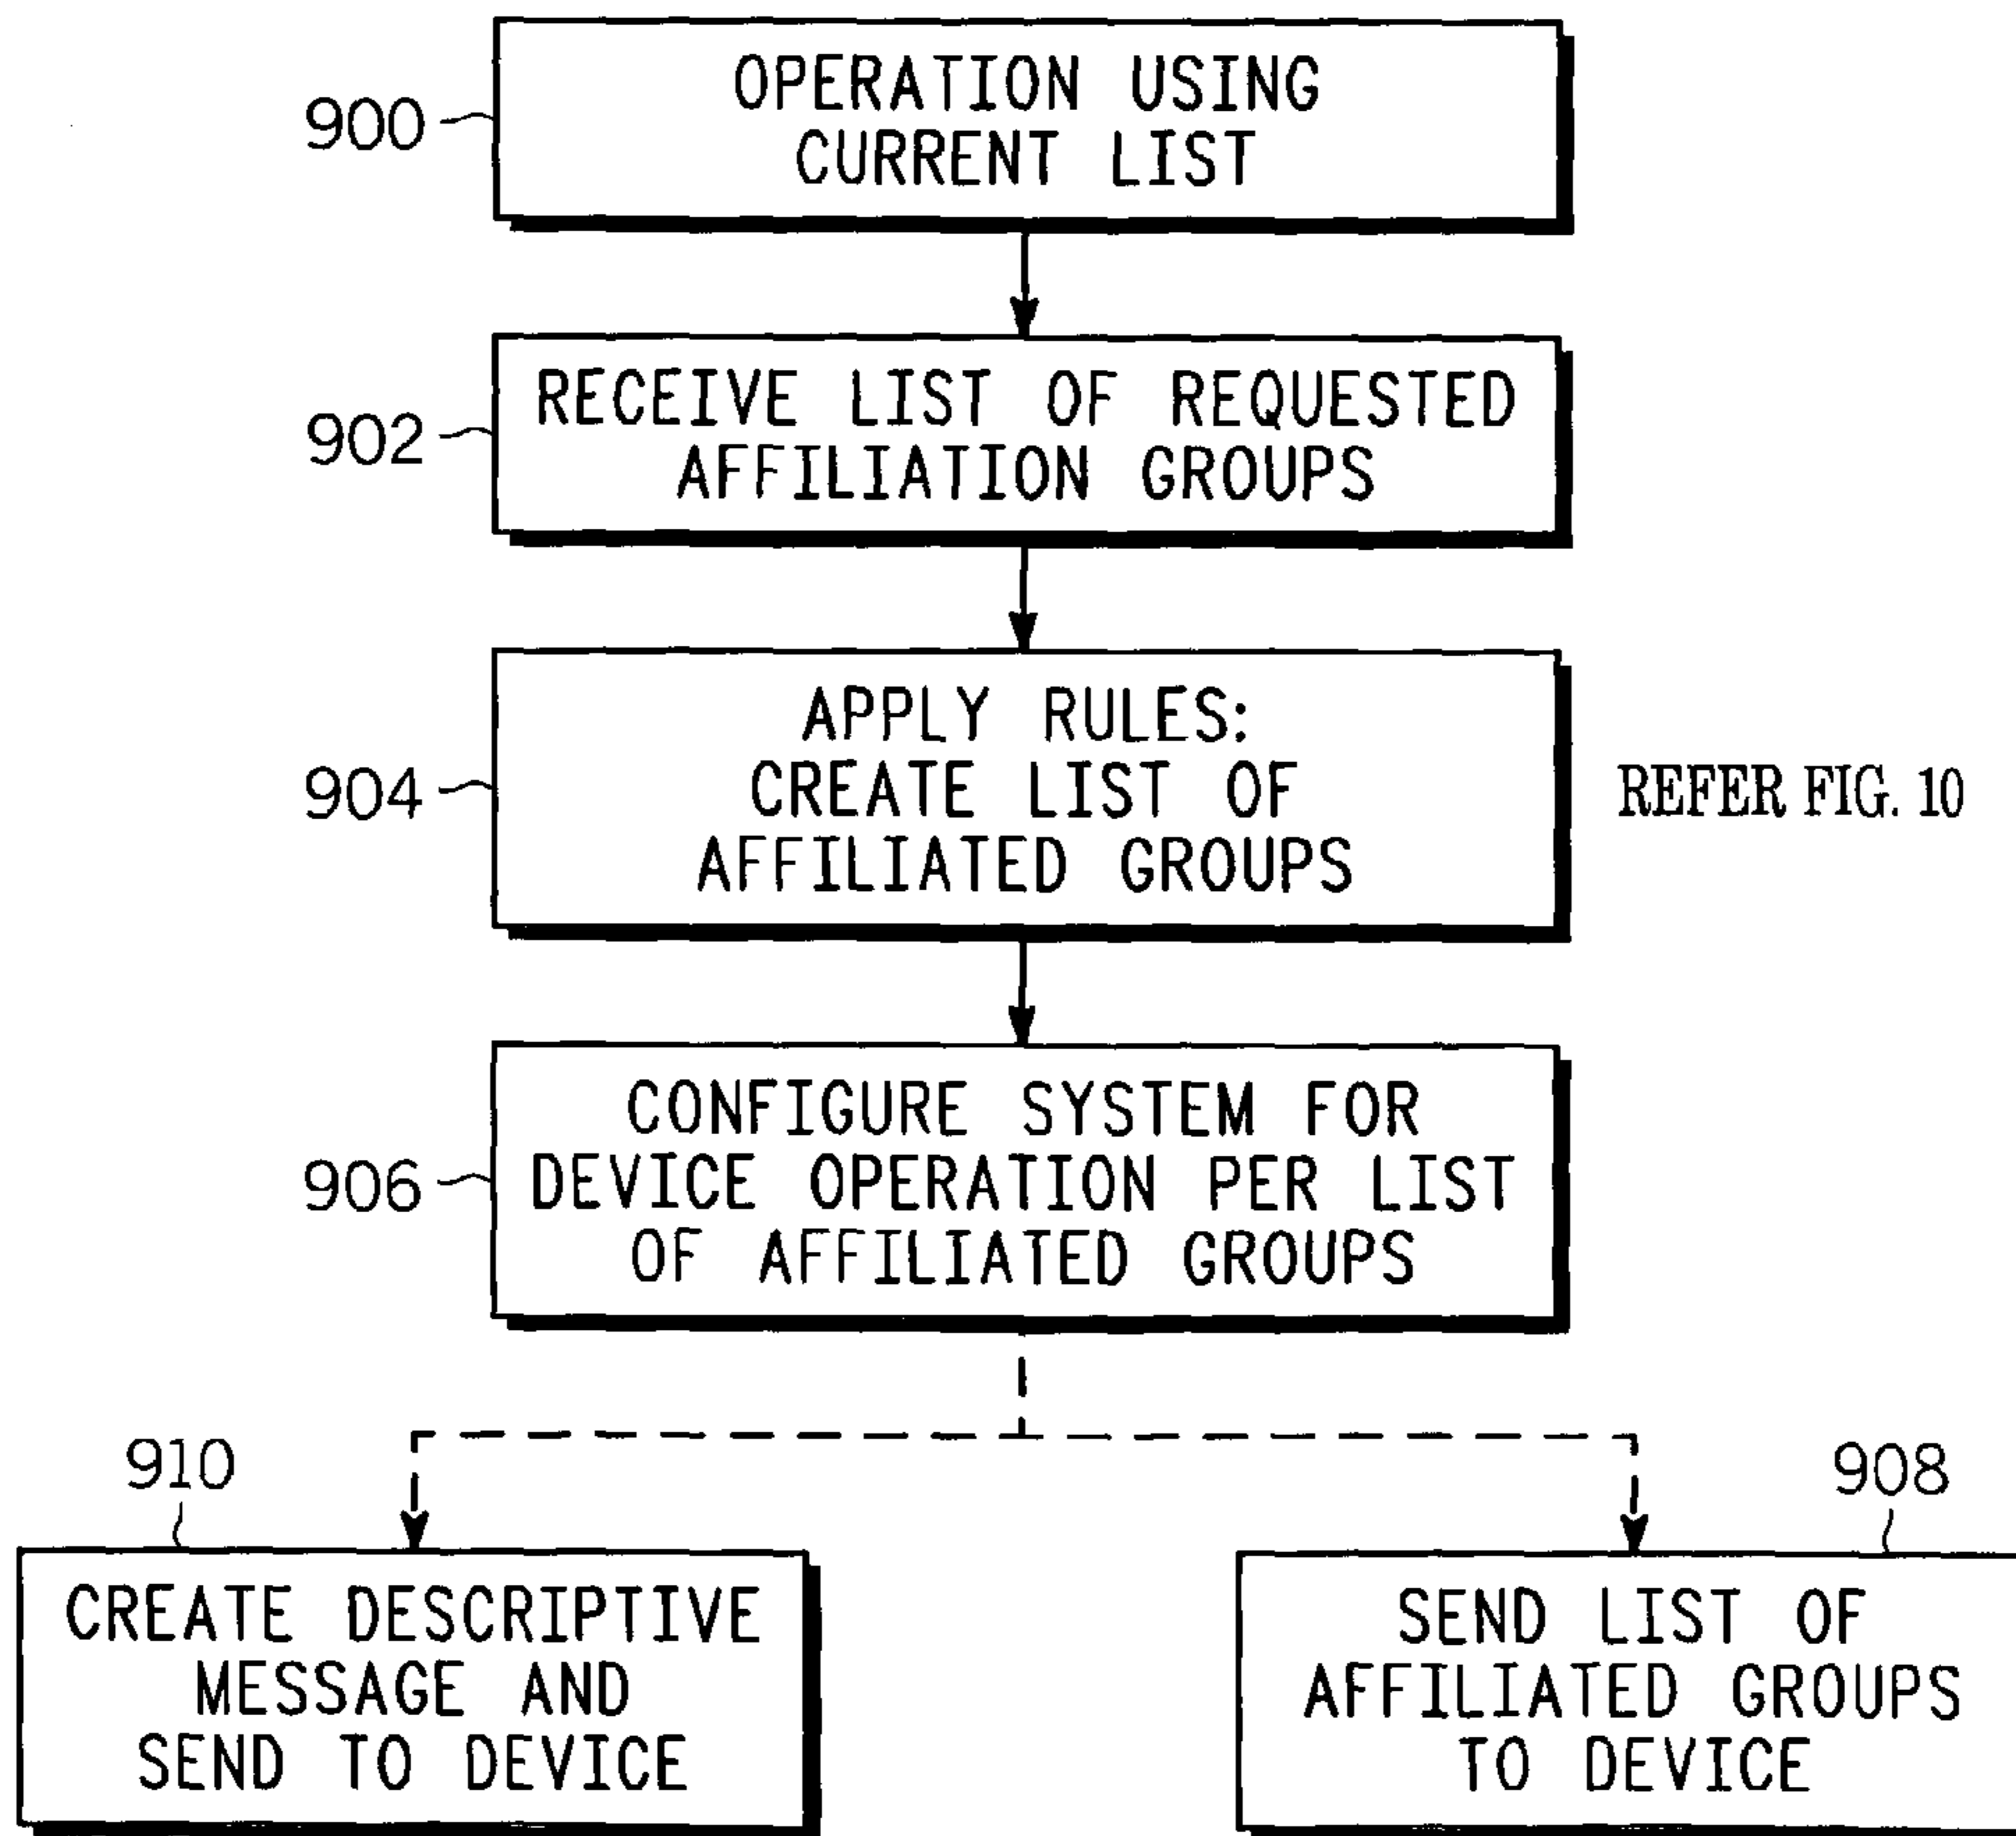 900
OPERATION USING
CURRENT LIST
902
RECEIVE LIST OF REQUESTED
AFFILIATION GROUPS
904
APPLY RULES:
CREATE LIST OF
AFFILIATED GROUPS
REFER FIG. 10
906
CONFIGURE SYSTEM FOR
DEVICE OPERATION PER LIST
OF AFFILIATED GROUPS
910
CREATE DESCRIPTIVE
MESSAGE AND
SEND TO DEVICE
908
SEND LIST OF
AFFILIATED GROUPS
TO DEVICE